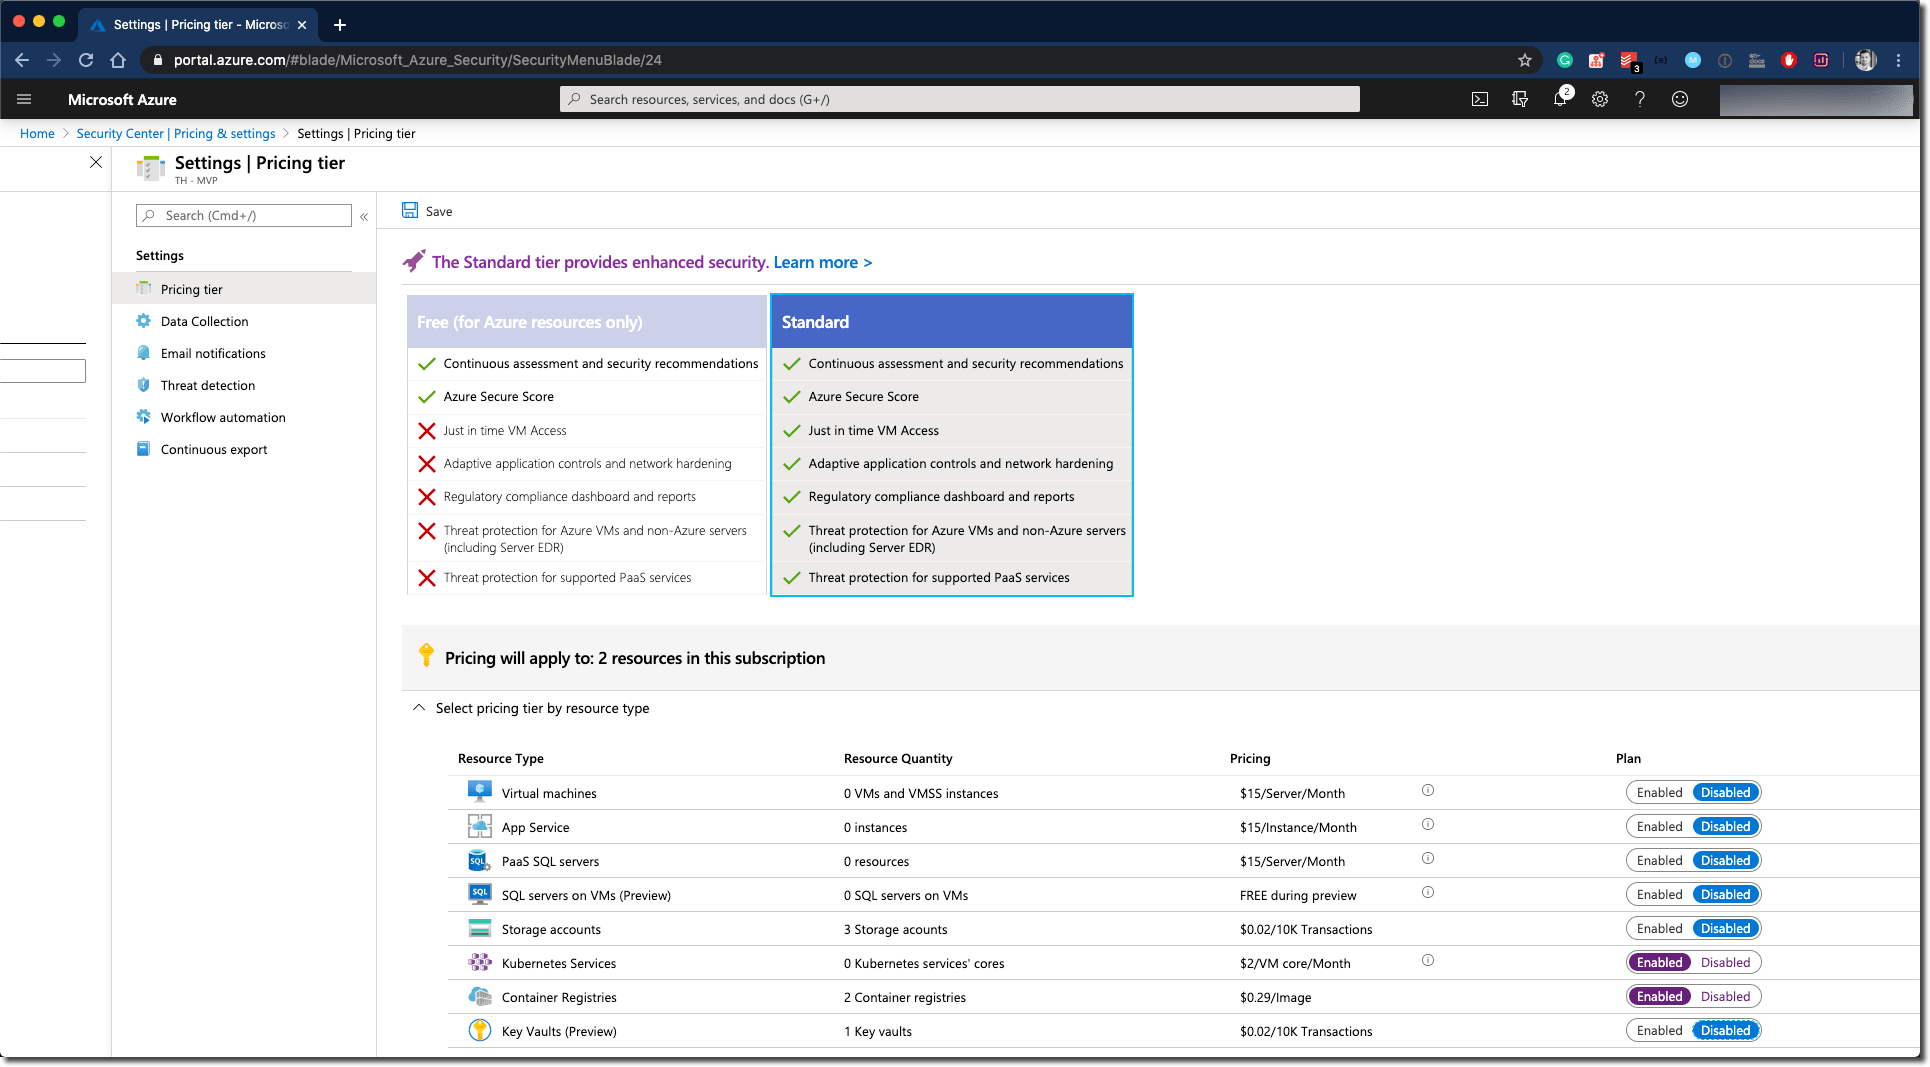 Settings | Pricing tier - Micros
portal.azure.com/#blade/Microsoft_Azure_Security/SecurityMenuBlade/24
3
Microsoft Azure
Search resources, services, and docs (G+/)
2
Home > Security Center | Pricing & settings > Settings | Pricing tier
Settings | Pricing tier
TH - MVP
Search (Cmd+/)
«
Save
Settings
Pricing tier
Data Collection
Email notifications
Threat detection
Workflow automation
Continuous export
The Standard tier provides enhanced security. Learn more >
Free (for Azure resources only)
Continuous assessment and security recommendations
Azure Secure Score
Just in time VM Access
Adaptive application controls and network hardening
Regulatory compliance dashboard and reports
Threat protection for Azure VMs and non-Azure servers
(including Server EDR)
Threat protection for supported PaaS services
Standard
Continuous assessment and security recommendations
Azure Secure Score
Just in time VM Access
Adaptive application controls and network hardening
Regulatory compliance dashboard and reports
Threat protection for Azure VMs and non-Azure servers
(including Server EDR)
Threat protection for supported PaaS services
Pricing will apply to: 2 resources in this subscription
Select pricing tier by resource type
Resource Type Resource Quantity Pricing Plan
Virtual machines 0 VMs and VMSS instances $15/Server/Month Enabled Disabled
App Service 0 instances $15/Instance/Month Enabled Disabled
SQL PaaS SQL servers 0 resources $15/Server/Month Enabled Disabled
SQL SQL servers on VMs (Preview) 0 SQL servers on VMs FREE during preview Enabled Disabled
Storage accounts 3 Storage acounts $0.02/10K Transactions Enabled Disabled
Kubernetes Services 0 Kubernetes services' cores $2/VM core/Month Enabled Disabled
Container Registries 2 Container registries $0.29/Image Enabled Disabled
Key Vaults (Preview) 1 Key vaults $0.02/10K Transactions Enabled Disabled